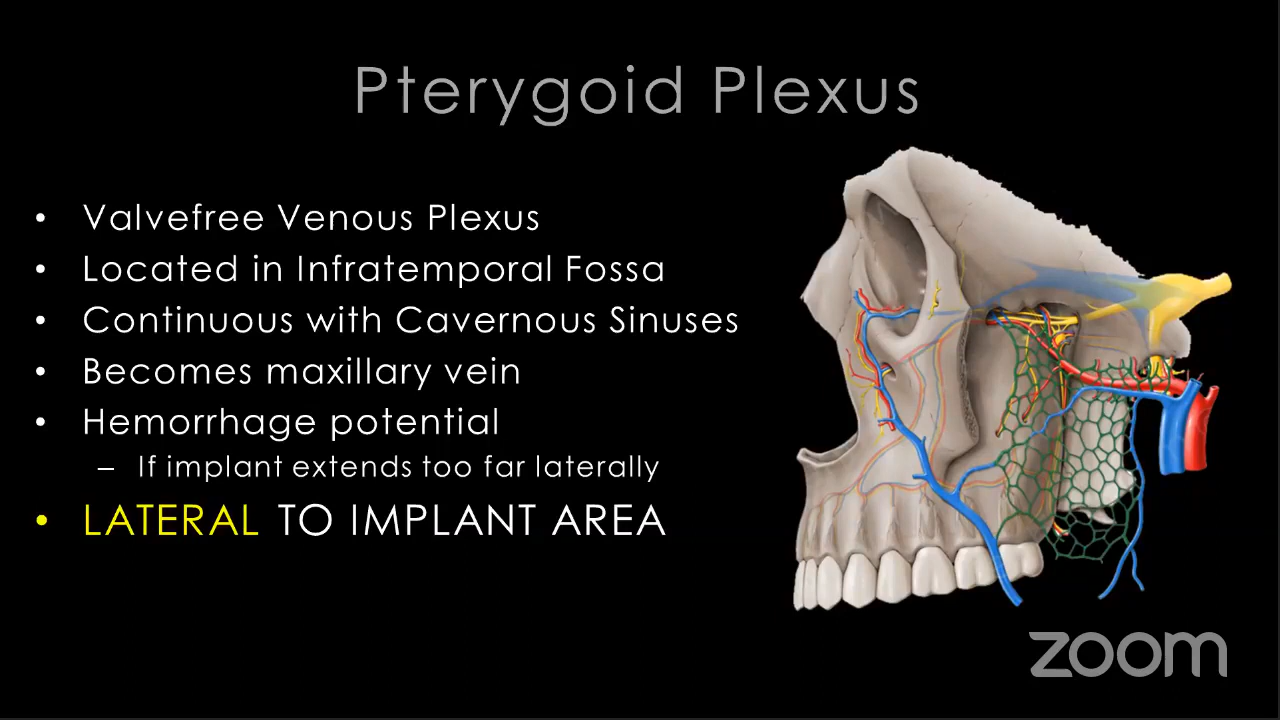 Pterygoid Plexus
• Valvefree Venous Plexus
• Located in Infratemporal Fossa
• Continuous with Cavernous Sinuses
• Becomes maxillary vein
• Hemorrhage potential
– If implant extends too far laterally
• LATERAL TO IMPLANT AREA
zoom